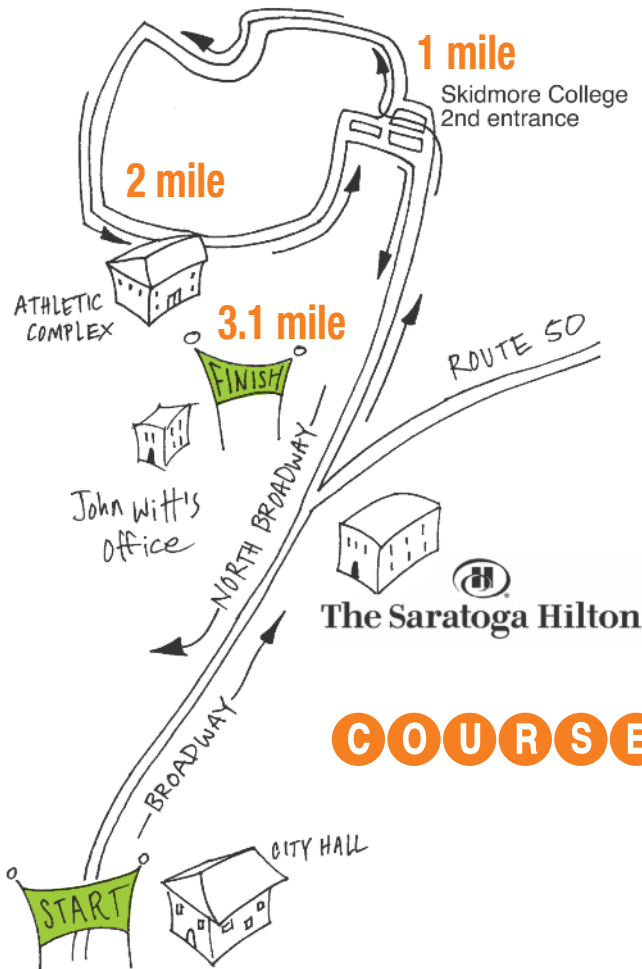 1 mile
Skidmore College
2nd entrance
2 mile
ATHLETIC
COMPLEX
3.1 mile
FINISH
ROUTE 50
John Witt's
Office
NORTH BROADWAY
H
The Saratoga Hilton
COURSE
BROADWAY
CITY HALL
START